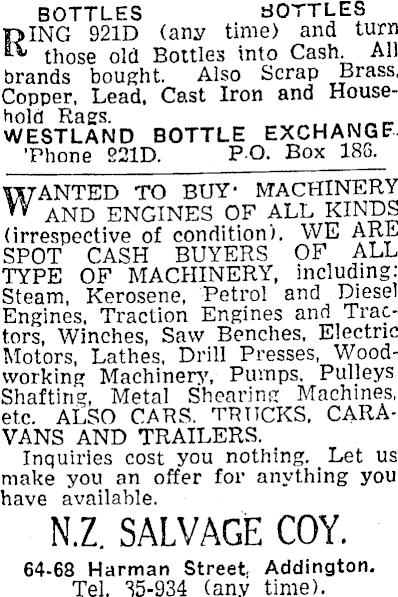 BOTTLES BOTTLES
RING 921D (any time) and turn
those old Bottles into Cash. All
brands bought. Also Scrap Brass,
Copper, Lead, Cast Iron and House-
hold Rags.
WESTLAND BOTTLE EXCHANGE.
'Phone 921D. P.O. Box 186.
WANTED TO BUY· MACHINERY
AND ENGINES OF ALL KINDS
(irrespective of condition). WE ARE
SPOT CASH BUYERS OF ALL
TYPE OF MACHINERY, including:
Steam, Kerosene, Petrol and Diesel
Engines, Traction Engines and Trac-
tors, Winches, Saw Benches, Electric
Motors, Lathes, Drill Presses, Wood-
working Machinery, Pumps, Pulleys
Shafting, Metal Shearing Machines,
etc. ALSO CARS. TRUCKS, CARA-
VANS AND TRAILERS.
Inquiries cost you nothing. Let us
make you an offer for anything you
have available.
N.Z. SALVAGE COY.
64-68 Harman Street, Addington.
Tel. 35-934 (any time).